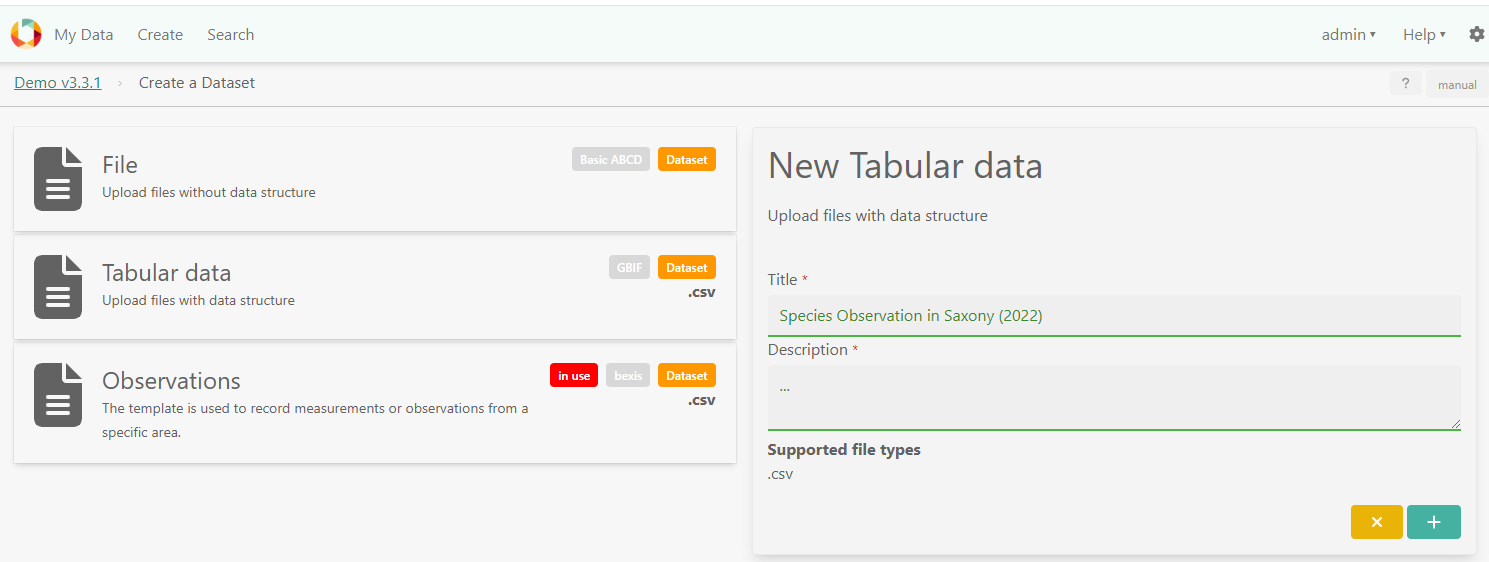 My Data Create Search admin Help
Demo v3.3.1 › Create a Dataset ? manual
File Basic ABCD Dataset
Upload files without data structure
Tabular data GBIF Dataset
Upload files with data structure .csv
Observations in use bexis Dataset
The template is used to record measurements or observations from a .csv
specific area.
New Tabular data
Upload files with data structure
Title *
Species Observation in Saxony (2022)
Description *
...
Supported file types
.csv